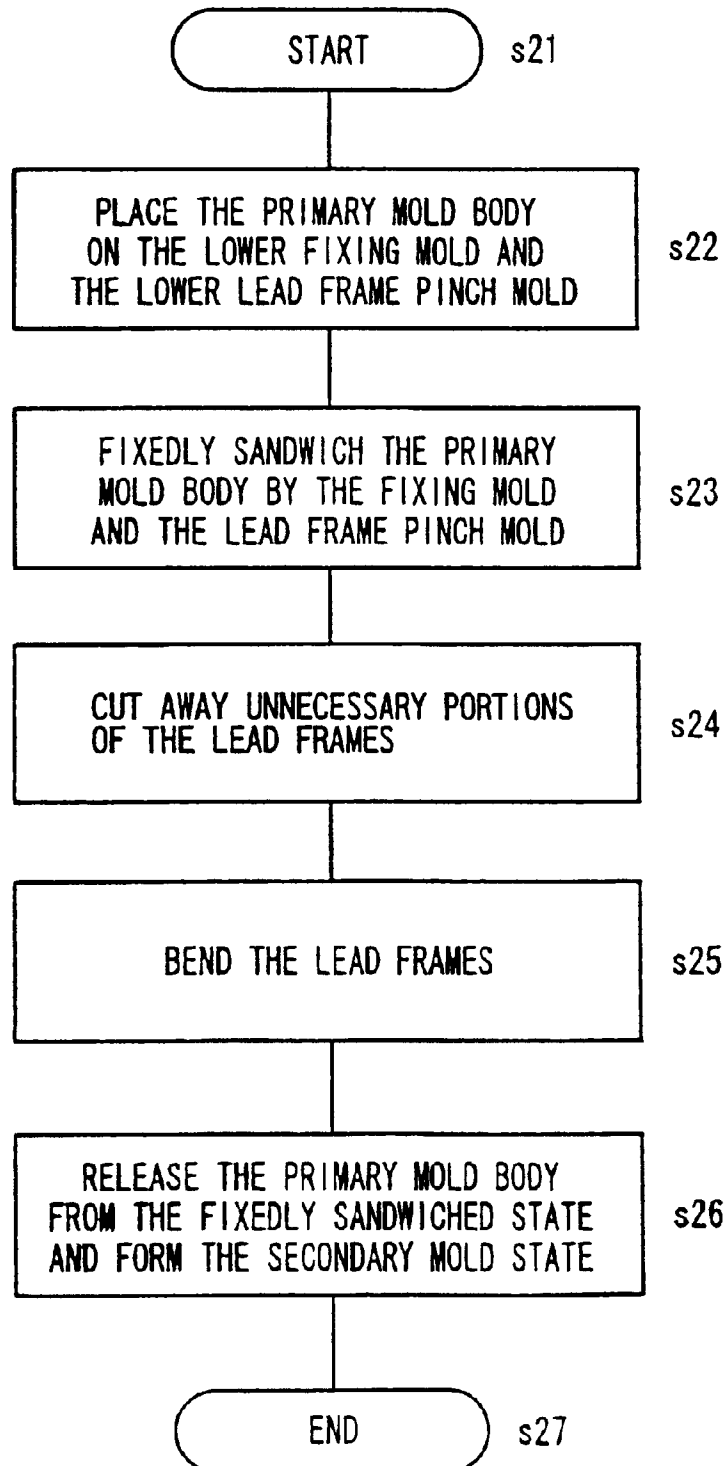 START s21
PLACE THE PRIMARY MOLD BODY
ON THE LOWER FIXING MOLD AND
THE LOWER LEAD FRAME PINCH MOLD
s22
FIXEDLY SANDWICH THE PRIMARY
MOLD BODY BY THE FIXING MOLD
AND THE LEAD FRAME PINCH MOLD
s23
CUT AWAY UNNECESSARY PORTIONS
OF THE LEAD FRAMES
s24
BEND THE LEAD FRAMES s25
RELEASE THE PRIMARY MOLD BODY
FROM THE FIXEDLY SANDWICHED STATE
AND FORM THE SECONDARY MOLD STATE
s26
END s27